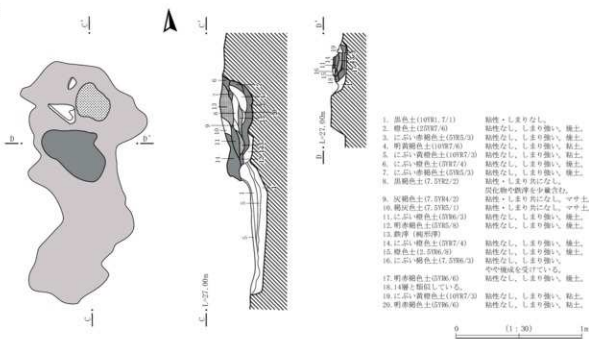 C'
C'
D'
D
D'
D
L=27.00m
C
C
L=27.00m
1. 黒色土(10YR1.7/1) 粘性・しまりなし。
2. 橙色土(25YR7/6) 粘性なし、しまり強い、焼土。
3. にぶい赤褐色土(5YR5/3) 粘性なし、しまり強い、焼土。
4. 明黄褐色土(10YR7/6) 粘性なし、しまり強い、粘土。
5. にぶい黄橙色土(10YR7/3) 粘性なし、しまり強い、粘土。
6. にぶい橙色土(5YR7/4) 粘性なし、しまり強い、焼土。
7. にぶい赤褐色土(5YR5/3) 粘性なし、しまり強い、焼土。
8. 黒褐色土(7.5YR2/2) 粘性・しまり共になし。
炭化物や鉄滓を少量含む。
9. 灰褐色土(7.5YR4/2) 粘性・しまり共になし、マサ土。
10. 褐灰色土(7.5YR5/1) 粘性・しまり共になし、マサ土。
11. にぶい橙色土(5YR6/3) 粘性なし、しまり強い、焼土。
12. 明赤褐色土(5YR5/8) 粘性なし、しまり強い、焼土。
13. 鉄滓(椀形滓)
14. にぶい橙色土(5YR7/4) 粘性なし、しまり強い、焼土。
15. 橙色土(2.5YR6/8) 粘性なし、しまり強い、焼土。
16. にぶい褐色土(7.5YR6/3) 粘性なし、しまり強い。
やや焼成を受けている。
17. 明赤褐色土(5YR5/6) 粘性なし、しまり強い、焼土。
18. 14層と類似している。
19. にぶい黄橙色土(10YR7/3) 粘性なし、しまり強い、粘土。
20. 明赤褐色土(5YR5/6) 粘性なし、しまり強い、粘土。
0 (1:30) 1m